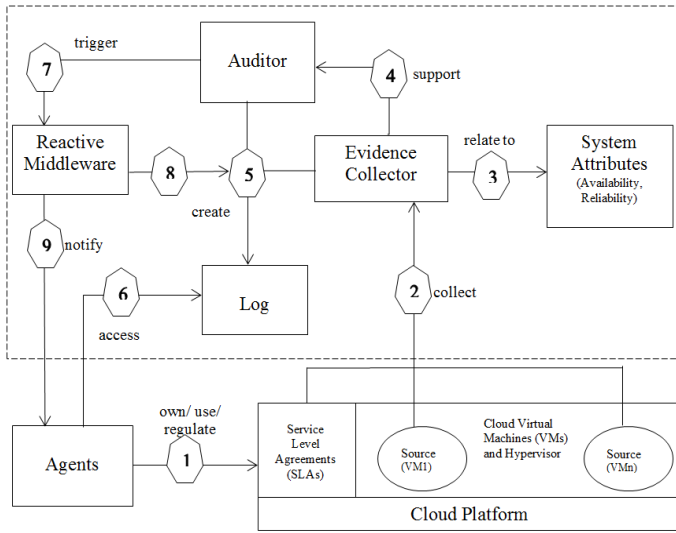 trigger
7
Auditor
4
support
Reactive
Middleware
8
5
create
Evidence
Collector
relate to
3
System
Attributes
(Availability,
Reliability)
9
notify
6
access
Log
2
collect
own/ use/
regulate
Agents
1
Service
Level
Agreements
(SLAs)
Source
(VM1)
Cloud Virtual
Machines (VMs)
and Hypervisor
Source
(VMn)
Cloud Platform